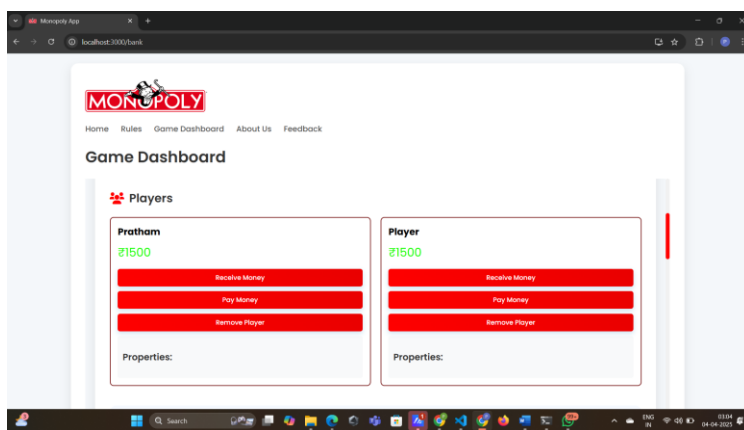 Monopoly App
localhost:3000/bank
MONOPOLY
Home Rules Game Dashboard About Us Feedback
Game Dashboard
Players
Pratham
₹1500
Receive Money
Pay Money
Remove Player
Properties:
Player
₹1500
Receive Money
Pay Money
Remove Player
Properties:
Search
ENG
IN
03:04
04-04-2025